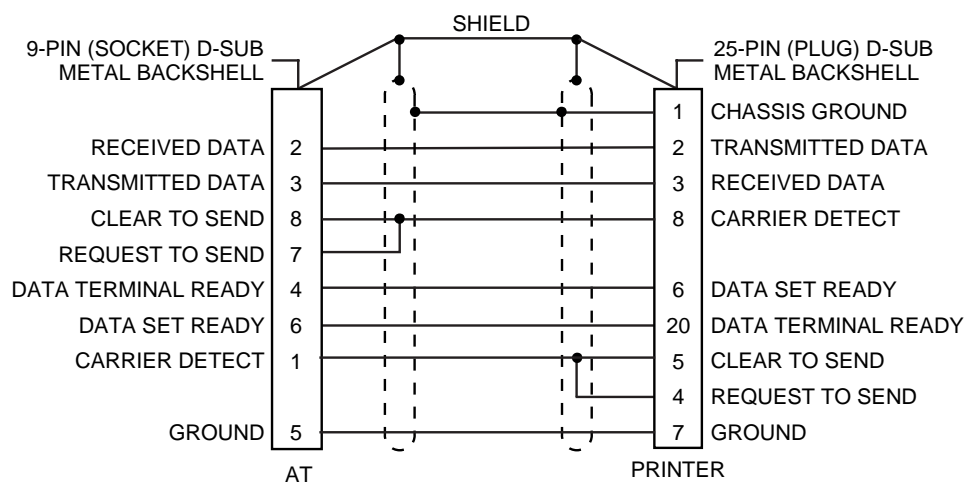 SHIELD
9-PIN (SOCKET) D-SUB
METAL BACKSHELL
25-PIN (PLUG) D-SUB
METAL BACKSHELL
1 CHASSIS GROUND
RECEIVED DATA 2 2 TRANSMITTED DATA
TRANSMITTED DATA 3 3 RECEIVED DATA
CLEAR TO SEND 8 8 CARRIER DETECT
REQUEST TO SEND 7
DATA TERMINAL READY 4 6 DATA SET READY
DATA SET READY 6 20 DATA TERMINAL READY
CARRIER DETECT 1 5 CLEAR TO SEND
4 REQUEST TO SEND
GROUND 5 7 GROUND
AT PRINTER